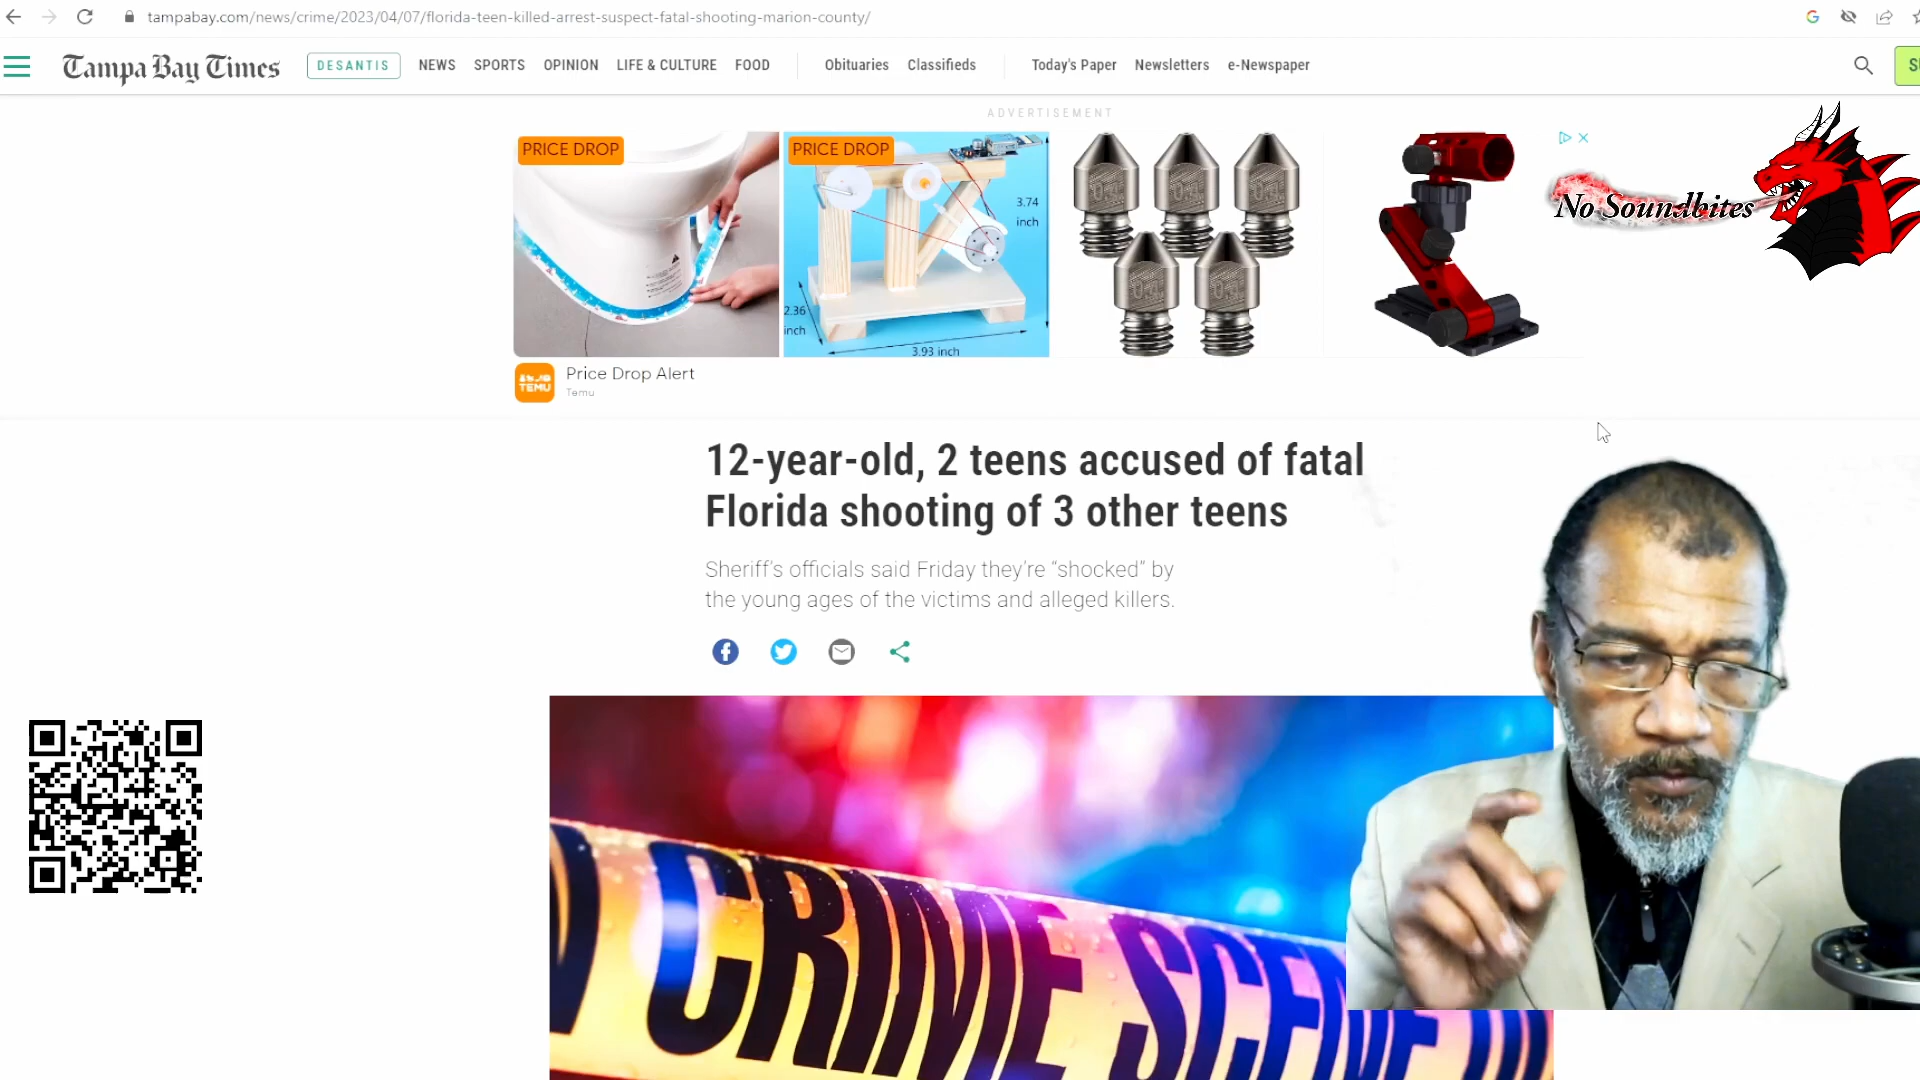 tampabay.com/news/crime/2023/04/07/florida-teen-killed-arrest-suspect-fatal-shooting-marion-county/
Tampa Bay Times
DESANTIS
NEWS SPORTS OPINION LIFE & CULTURE FOOD Obituaries Classifieds Today's Paper Newsletters e-Newspaper
ADVERTISEMENT
PRICE DROP
PRICE DROP
3.74
inch
2.36
inch
3.93 inch
No Soundbites
TEMU
Price Drop Alert
Temu
12-year-old, 2 teens accused of fatal
Florida shooting of 3 other teens
Sheriff's officials said Friday they're “shocked” by
the young ages of the victims and alleged killers.
CRIME SCENE